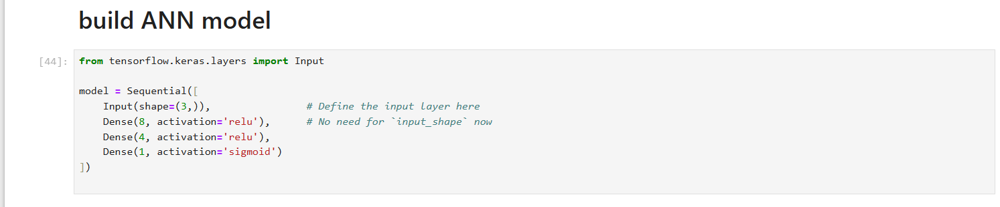 build ANN model
[44]:
from tensorflow.keras.layers import Input
model = Sequential([
    Input(shape=(3,)),                # Define the input layer here
    Dense(8, activation='relu'),      # No need for `input_shape` now
    Dense(4, activation='relu'),
    Dense(1, activation='sigmoid')
])